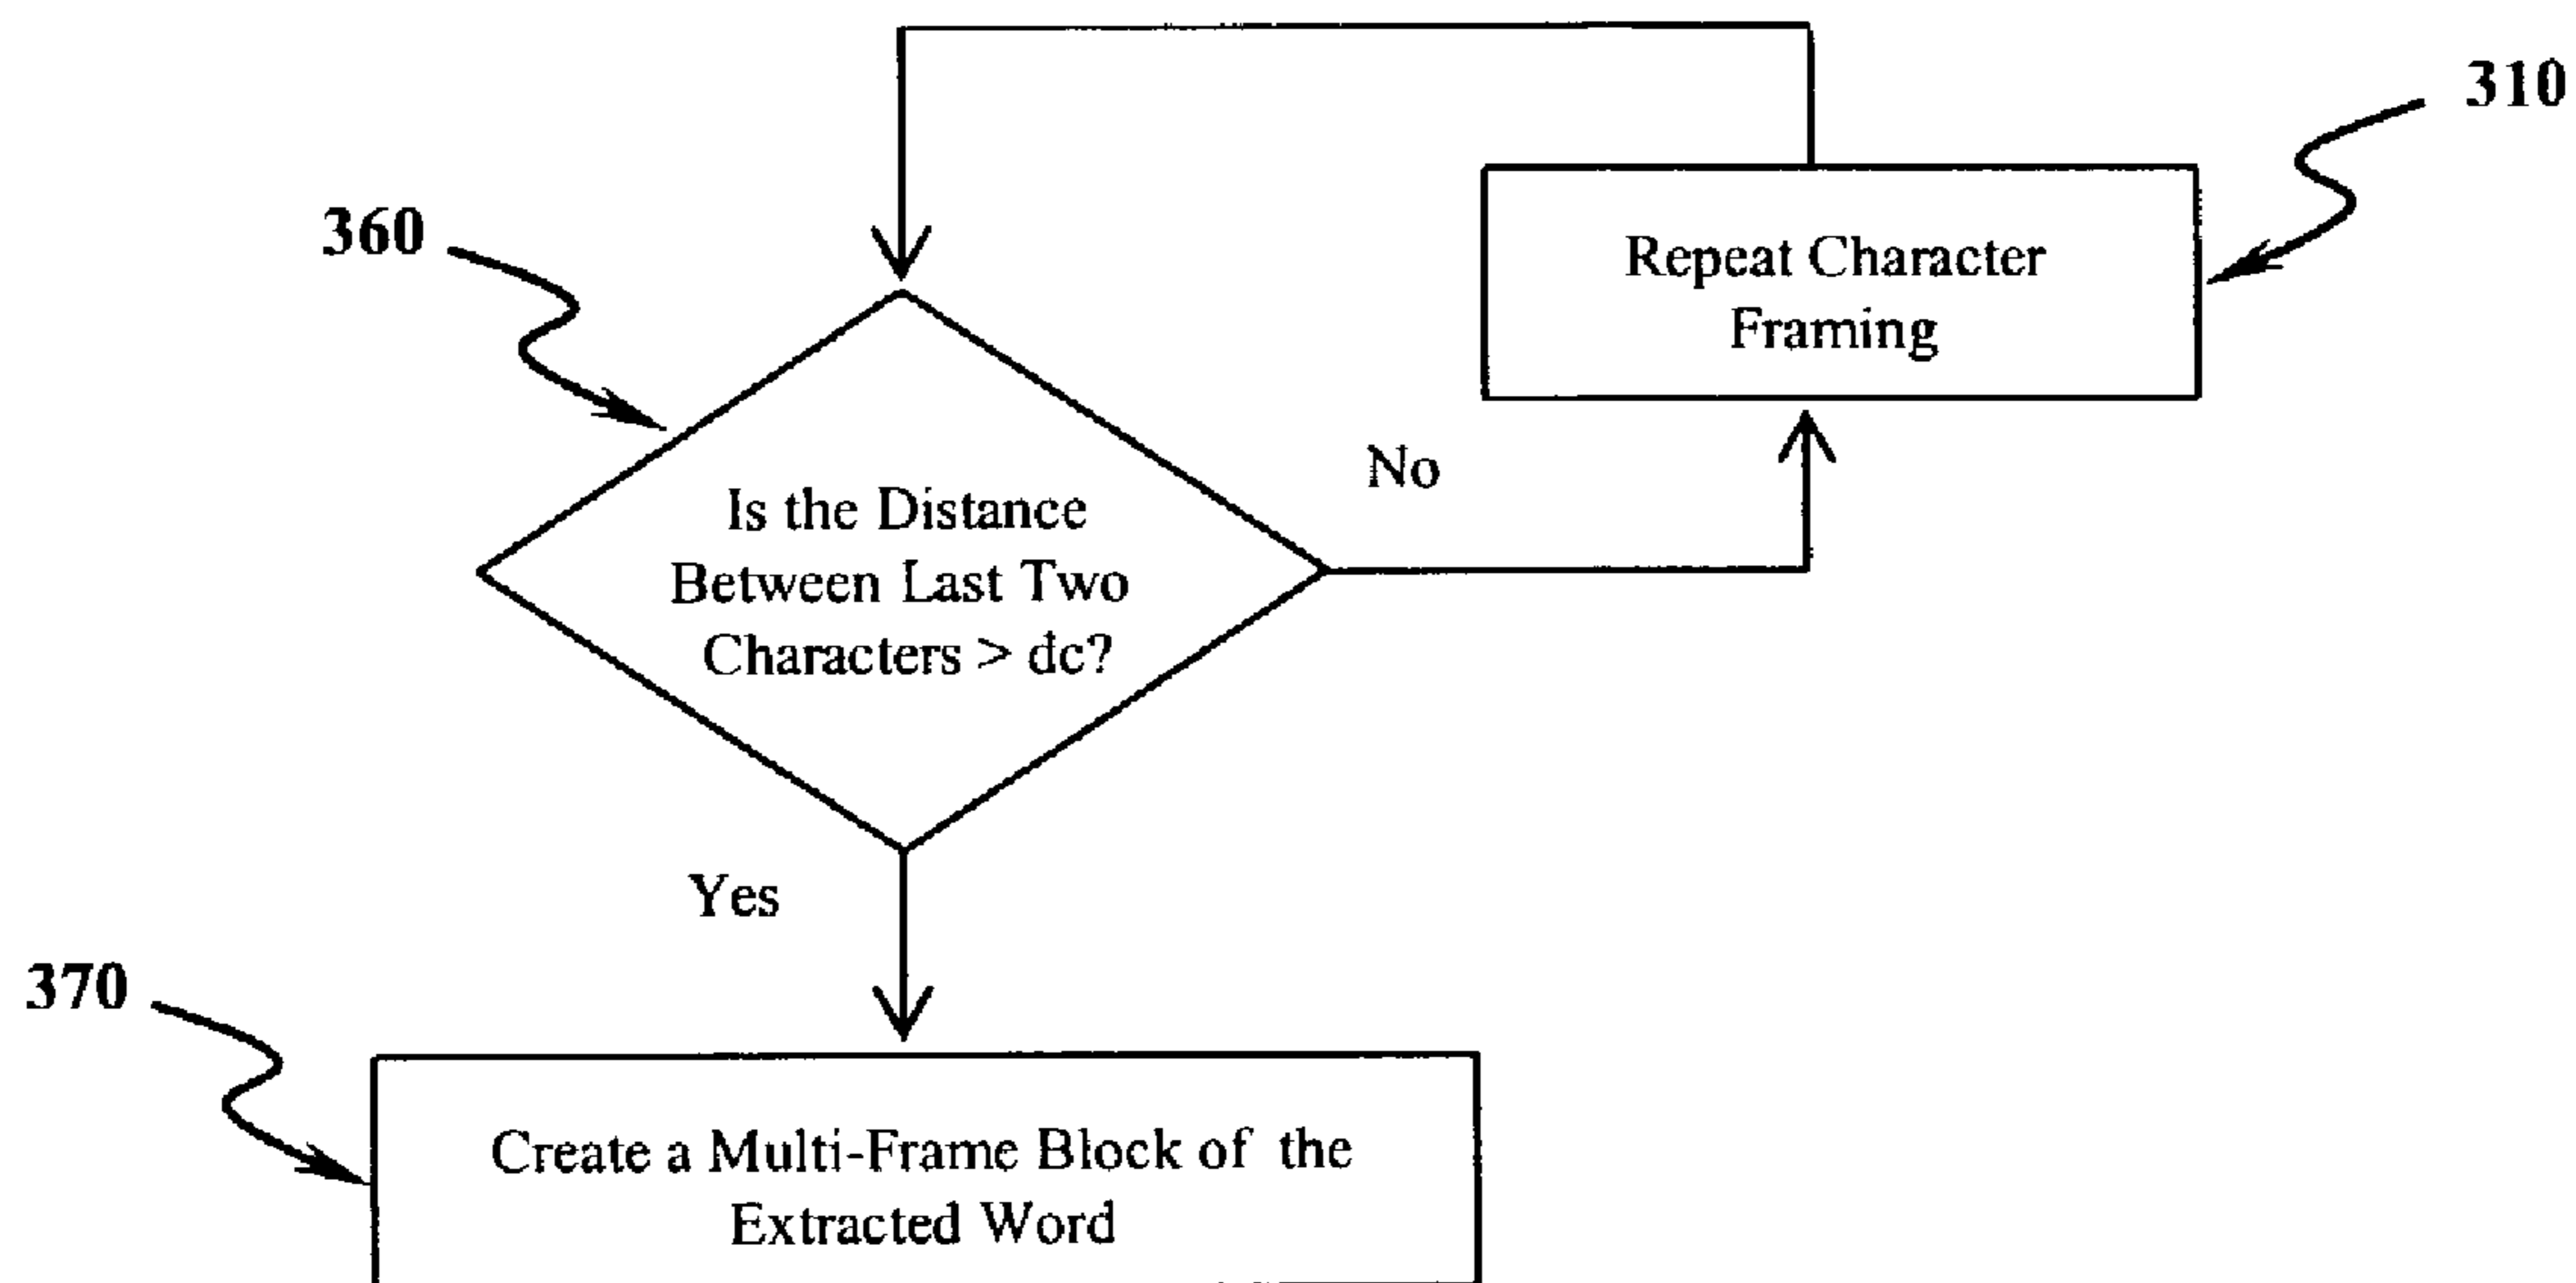 310
360
Repeat Character
Framing
No
Is the Distance
Between Last Two
Characters > dc?
Yes
370
Create a Multi-Frame Block of the
Extracted Word